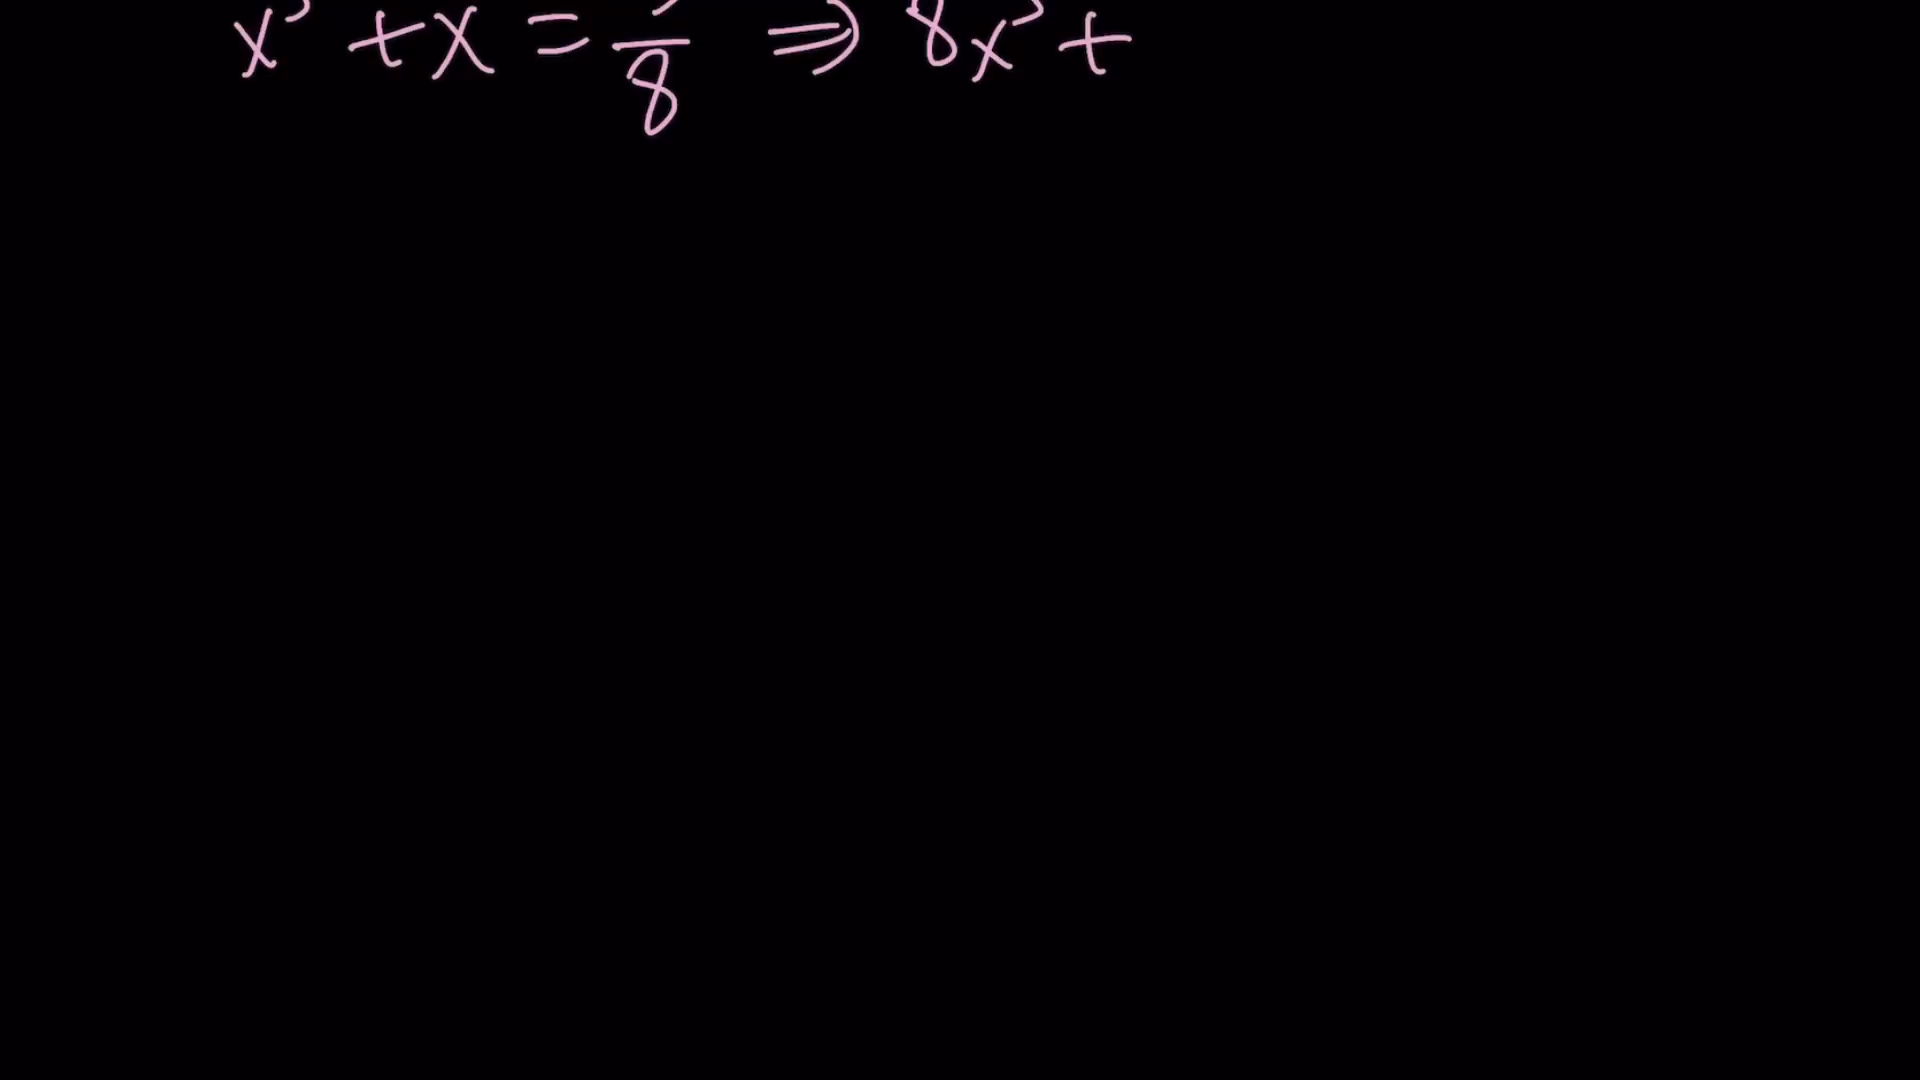 x³ + x = /8 ⇒ 8x³ +